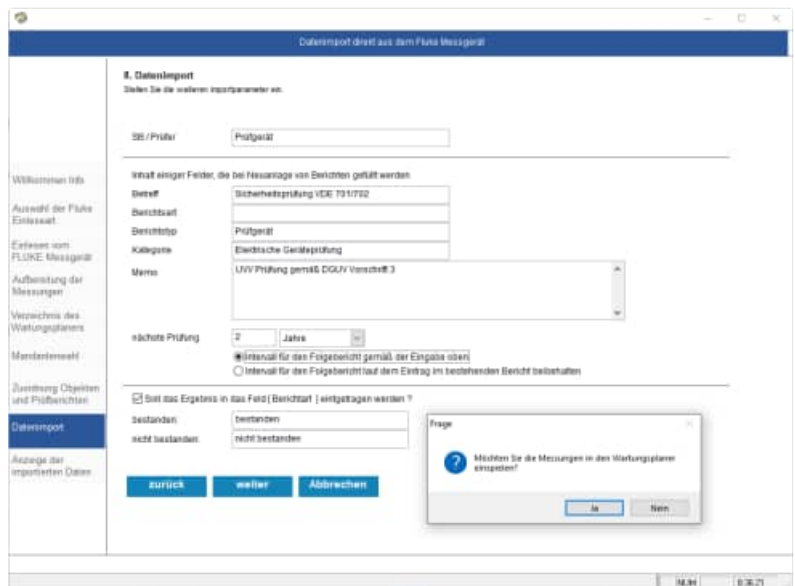 Datenimport direkt aus dem Fluke Messgerät
8. Datenimport
Stellen Sie die weiteren Importparameter ein.
SB / Prüfer
Prüfgerät
Inhalt einiger Felder, die bei Neuanlage von Berichten gefüllt werden
Betreff
Sicherheitsprüfung VDE 701/702
Berichtsart
Berichtstyp
Prüfgerät
Kategorie
Elektrische Geräteprüfung
Memo
UVV Prüfung gemäß DGUV Vorschrift 3
nächste Prüfung
2
Jahre
Intervall für den Folgebericht gemäß der Eingabe oben
Intervall für den Folgebericht laut dem Eintrag im bestehenden Bericht beibehalten
Soll das Ergebnis in das Feld [ Berichtart ] eintgetragen werden ?
bestanden:
bestanden
nicht bestanden:
nicht bestanden
zurück
weiter
Abbrechen
Willkommen Info
Auswahl der Fluke
Einleseart
Einlesen vom
FLUKE Messgerät
Aufbereitung der
Messungen
Verzeichnis des
Wartungsplaners
Mandantenwahl
Zuordnung Objekten
und Prüfberichten
Datenimport
Anzeige der
importierten Daten
Frage
Möchten Sie die Messungen in den Wartungsplaner
einspielen?
Ja
Nein
NUM
8:36:21